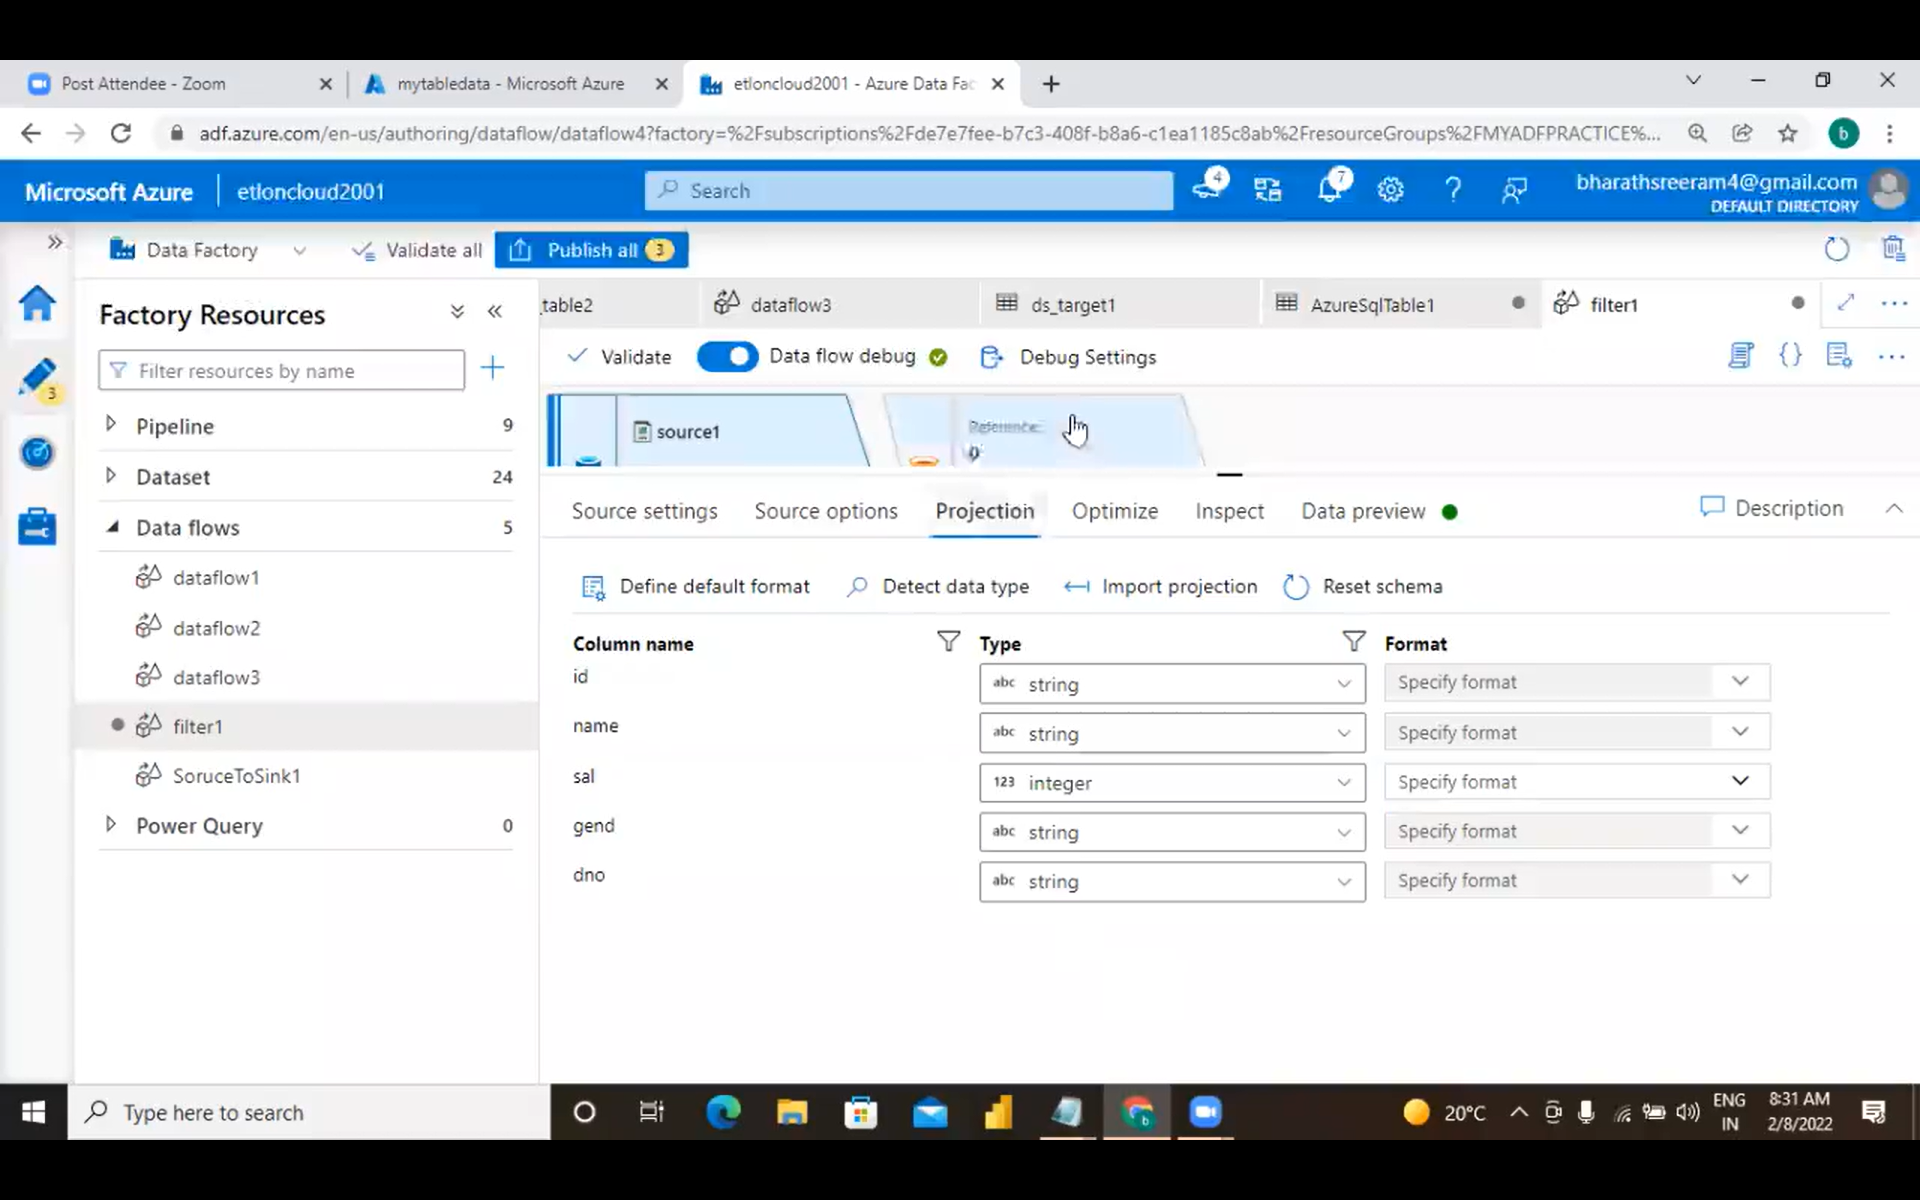 Post Attendee - Zoom
mytabledata - Microsoft Azure
etloncloud2001 - Azure Data Fac
adf.azure.com/en-us/authoring/dataflow/dataflow4?factory=%2Fsubscriptions%2Fde7e7fee-b7c3-408f-b8a6-c1ea1185c8ab%2FresourceGroups%2FMYADFPRACTICE%...
b
Microsoft Azure
etloncloud2001
Search
4
7
bharathsreeram4@gmail.com
DEFAULT DIRECTORY
Data Factory
Validate all
Publish all 3
Factory Resources
Filter resources by name
3
Pipeline 9
Dataset 24
Data flows 5
dataflow1
dataflow2
dataflow3
filter1
SoruceToSink1
Power Query 0
_table2
dataflow3
ds_target1
AzureSqlTable1
filter1
Validate
Data flow debug
Debug Settings
source1
Reference:
Source settings
Source options
Projection
Optimize
Inspect
Data preview
Description
Define default format
Detect data type
Import projection
Reset schema
Column name Type Format
id abc string Specify format
name abc string Specify format
sal 123 integer Specify format
gend abc string Specify format
dno abc string Specify format
Type here to search
b
20°C
ENG
IN
8:31 AM
2/8/2022